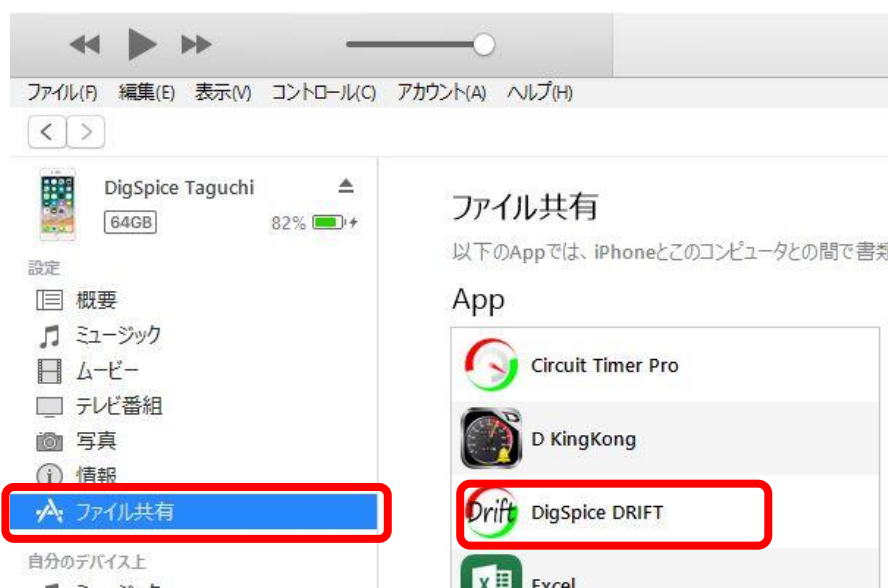 ファイル(F) 編集(E) 表示(V) コントロール(C) アカウント(A) ヘルプ(H)
DigSpice Taguchi
64GB 82%
設定
概要
ミュージック
ムービー
テレビ番組
写真
情報
ファイル共有
自分のデバイス上
ファイル共有
以下のAppでは、iPhoneとこのコンピュータとの間で書類
App
Circuit Timer Pro
D KingKong
Drift DigSpice DRIFT
Excel